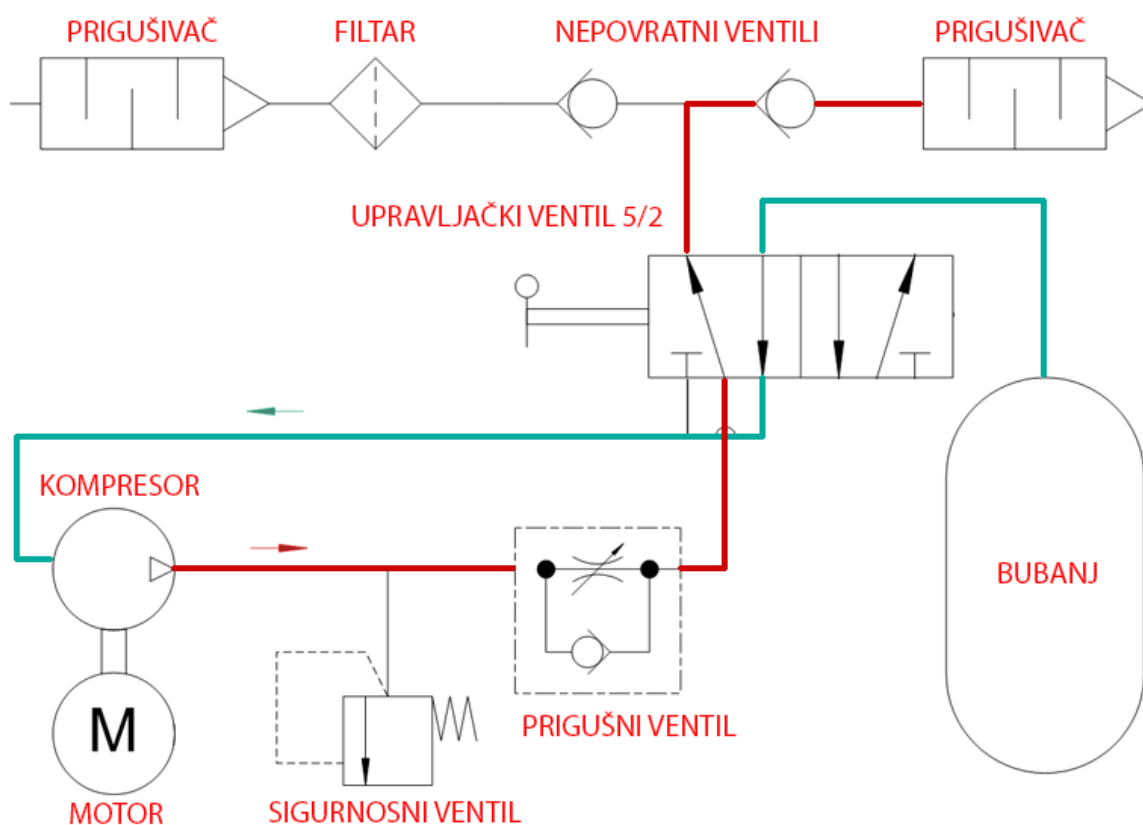 PRIGUŠIVAČ
FILTAR
NEPOVRATNI VENTILI
PRIGUŠIVAČ
UPRAVLJAČKI VENTIL 5/2
KOMPRESOR
BUBANJ
M
PRIGUŠNI VENTIL
MOTOR
SIGURNOSNI VENTIL